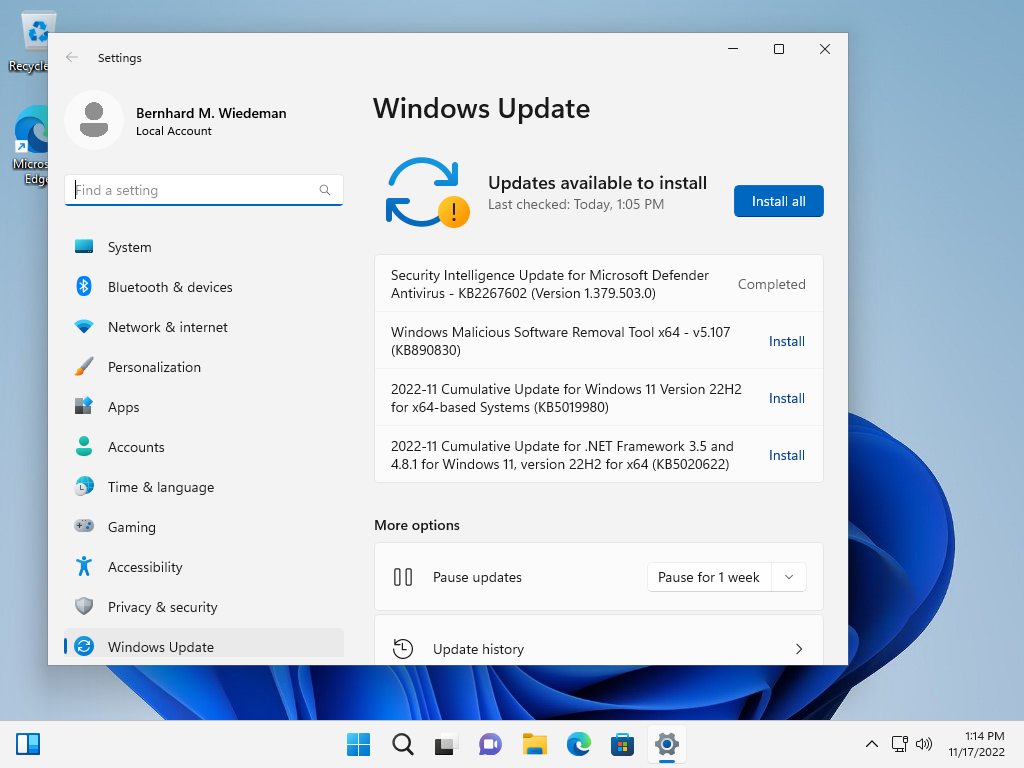 Recycle
Microsoft
Edge
Settings
Bernhard M. Wiedeman
Local Account
Find a setting
System
Bluetooth & devices
Network & internet
Personalization
Apps
Accounts
Time & language
Gaming
Accessibility
Privacy & security
Windows Update
Windows Update
Updates available to install
Last checked: Today, 1:05 PM
Install all
Security Intelligence Update for Microsoft Defender
Antivirus - KB2267602 (Version 1.379.503.0)
Completed
Windows Malicious Software Removal Tool x64 - v5.107
(KB890830)
Install
2022-11 Cumulative Update for Windows 11 Version 22H2
for x64-based Systems (KB5019980)
Install
2022-11 Cumulative Update for .NET Framework 3.5 and
4.8.1 for Windows 11, version 22H2 for x64 (KB5020622)
Install
More options
Pause updates
Pause for 1 week
Update history
1:14 PM
11/17/2022